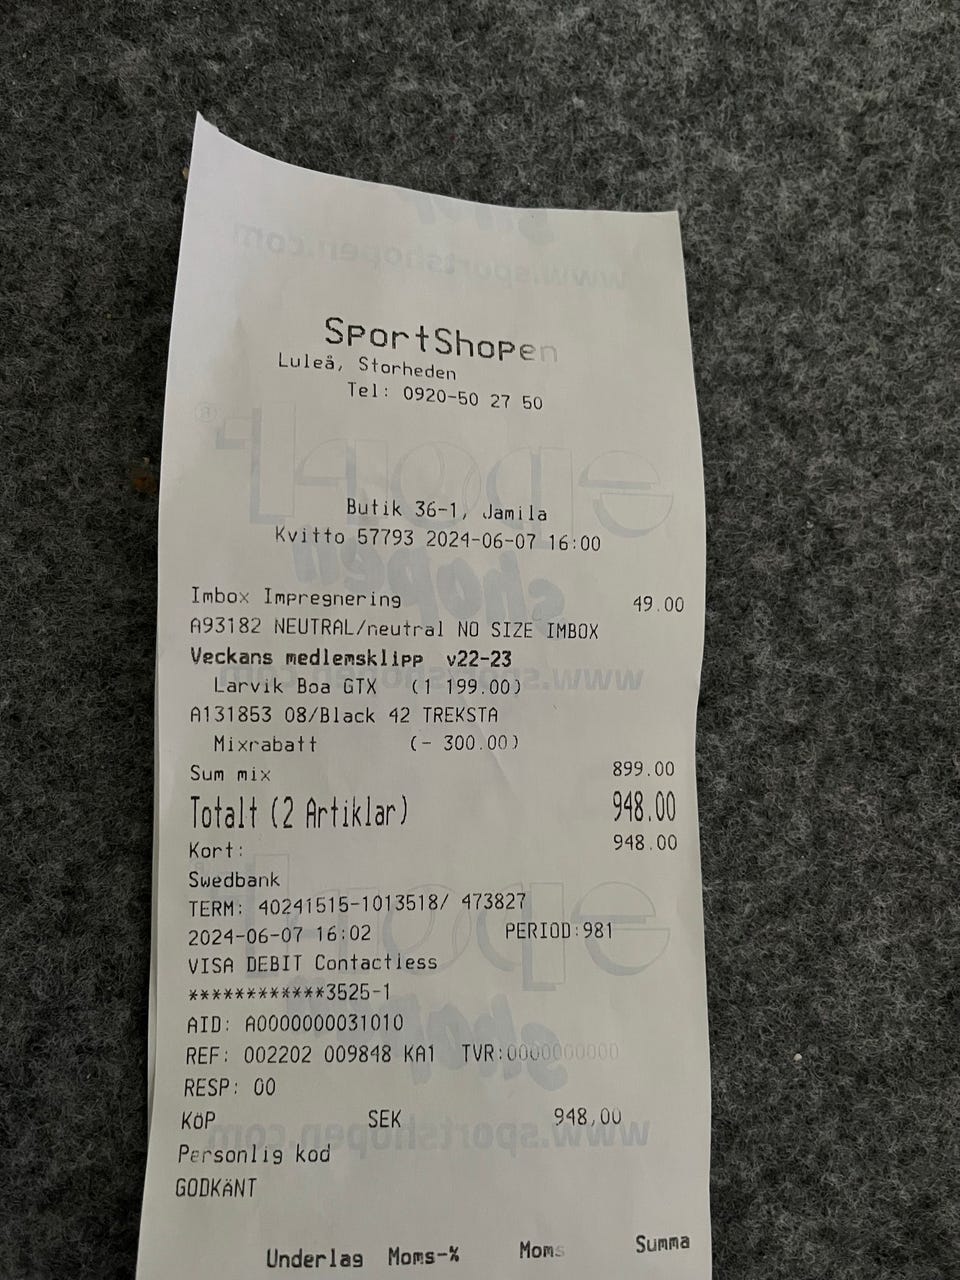 SportShopen
Luleå, Storheden
Tel: 0920-50 27 50
Butik 36-1, Jamila
Kvitto 57793 2024-06-07 16:00
Imbox Impregnering 49.00
A93182 NEUTRAL/neutral NO SIZE IMBOX
Veckans medlemsklipp v22-23
Larvik Boa GTX (1 199.00)
A131853 08/Black 42 TREKSTA
Mixrabatt (- 300.00)
Sum mix 899.00
Totalt (2 Artiklar) 948.00
Kort: 948.00
Swedbank
TERM: 40241515-1013518/ 473827
2024-06-07 16:02 PERIOD:981
VISA DEBIT Contactless
************3525-1
AID: A0000000031010
REF: 002202 009848 KA1 TVR:0000000000
RESP: 00
KÖP SEK 948,00
Personlig kod
GODKÄNT
Underlag Moms-% Moms Summa